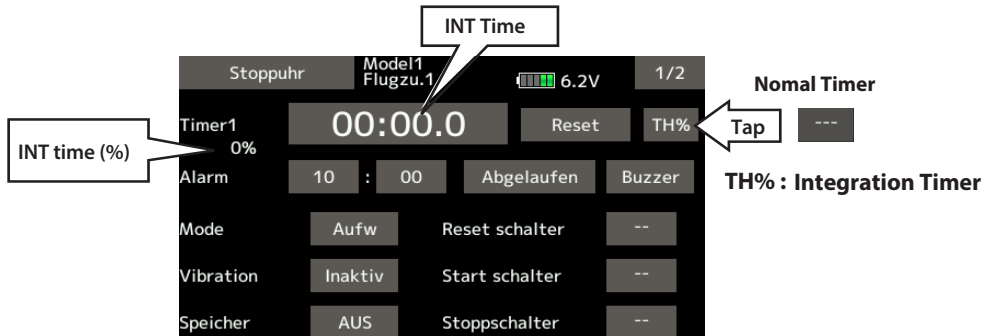 INT Time
Stoppuhr Model1 Flugzu.1 6.2V 1/2
Nomal Timer
Timer1 00:00.0 Reset TH% Tap ---
INT time (%) 0%
Alarm 10 : 00 Abgelaufen Buzzer
TH% : Integration Timer
Mode Aufw Reset schalter --
Vibration Inaktiv Start schalter --
Speicher AUS Stoppschalter --